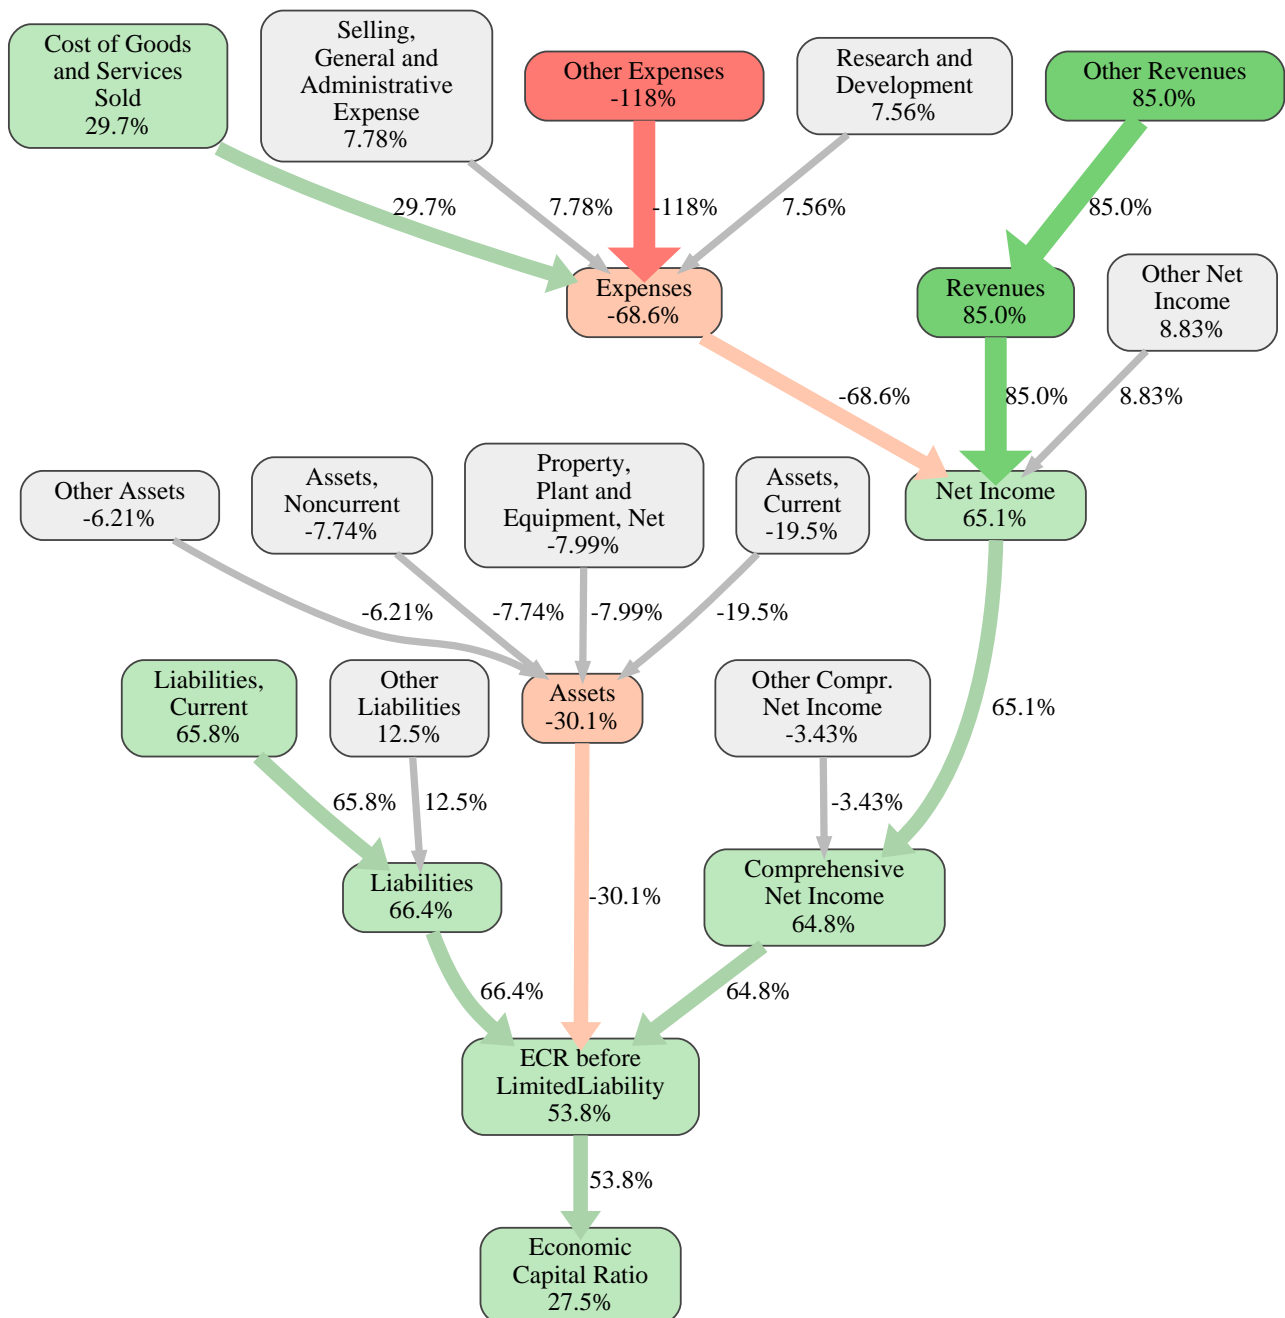 Cost of Goods
and Services
Sold
29.7%
Selling,
General and
Administrative
Expense
7.78%
Other Expenses
-118%
Research and
Development
7.56%
Other Revenues
85.0%
29.7%
7.78%
-118%
7.56%
85.0%
Expenses
-68.6%
Revenues
85.0%
Other Net
Income
8.83%
-68.6%
85.0%
8.83%
Other Assets
-6.21%
Assets,
Noncurrent
-7.74%
Property,
Plant and
Equipment, Net
-7.99%
Assets,
Current
-19.5%
Net Income
65.1%
-6.21%
-7.74%
-7.99%
-19.5%
Liabilities,
Current
65.8%
Other
Liabilities
12.5%
Assets
-30.1%
Other Compr.
Net Income
-3.43%
65.1%
65.8%
12.5%
-3.43%
Liabilities
66.4%
-30.1%
Comprehensive
Net Income
64.8%
66.4%
64.8%
ECR before
LimitedLiability
53.8%
53.8%
Economic
Capital Ratio
27.5%